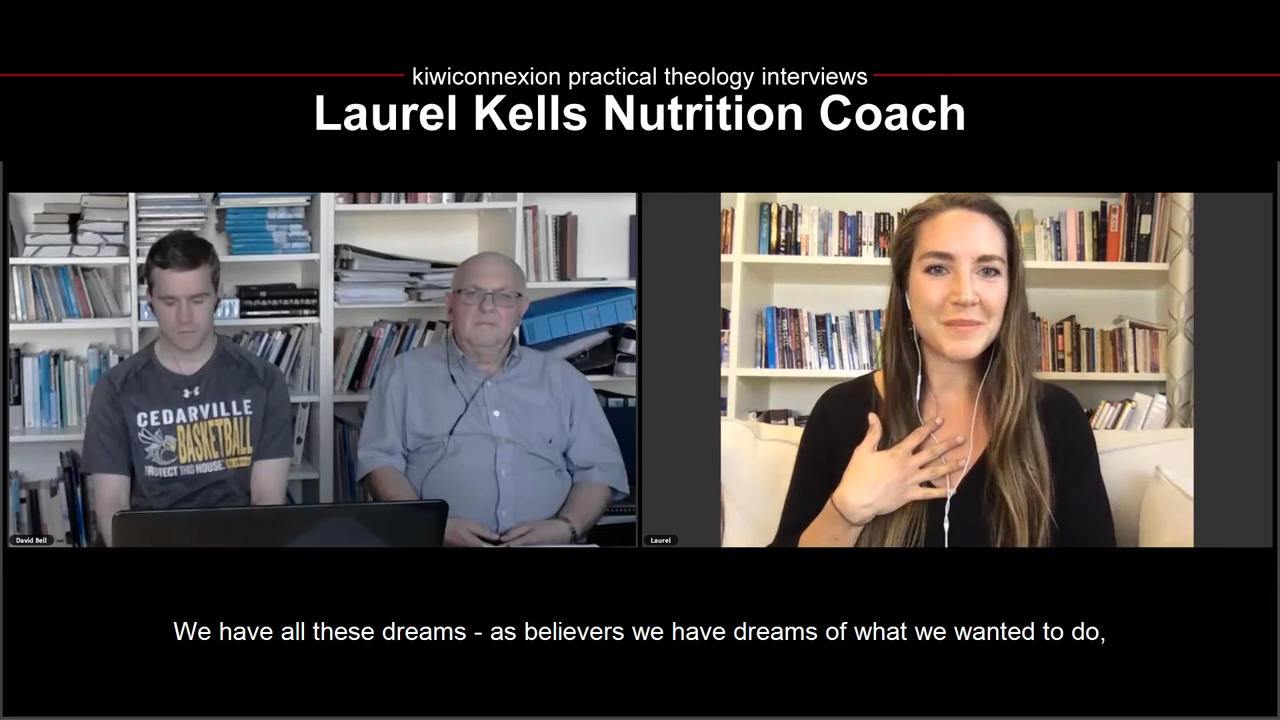 kiwiconnexion practical theology interviews
Laurel Kells Nutrition Coach
CEDARVILLE
BASKETBALL
PROTECT THIS HOUSE
David Bell
Laurel
We have all these dreams - as believers we have dreams of what we wanted to do,